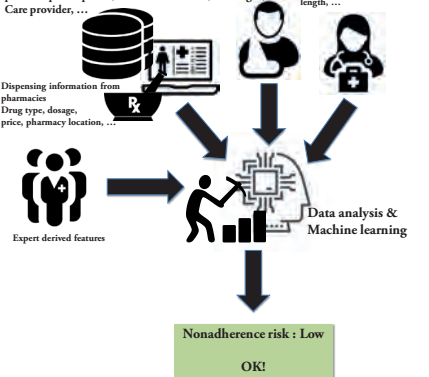 Care provider, …
length, …
Dispensing information from
pharmacies
Drug type, dosage,
price, pharmacy location, …
Rx
Expert derived features
Data analysis &
Machine learning
Nonadherence risk : Low
OK!